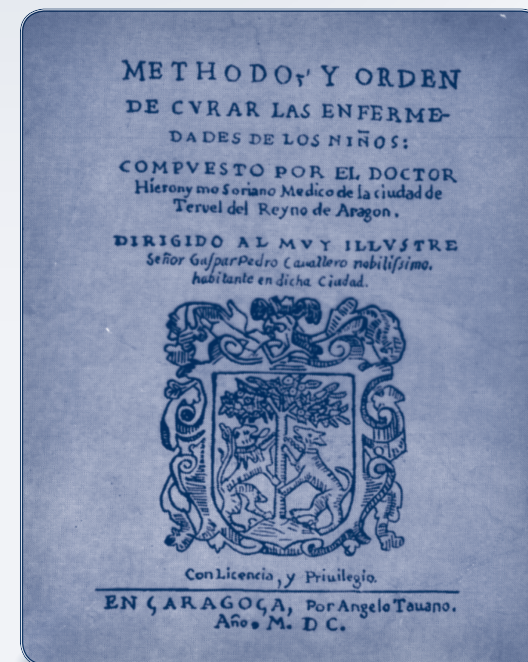 METHODO, Y ORDEN
DE CVRAR LAS ENFERME-
DADES DE LOS NIÑOS:
COMPVESTO POR EL DOCTOR
Hieronymo Soriano Medico de la ciudad de
Teruel del Reyno de Aragon.
DIRIGIDO AL MVY ILLVSTRE
Señor Gaſpar Pedro Cauallero nobiliſsimo.
habitante en dicha Ciudad.
Con Licencia, y Priuilegio.
EN ÇARAGOÇA, Por Angelo Tauano.
Año. M. D C.